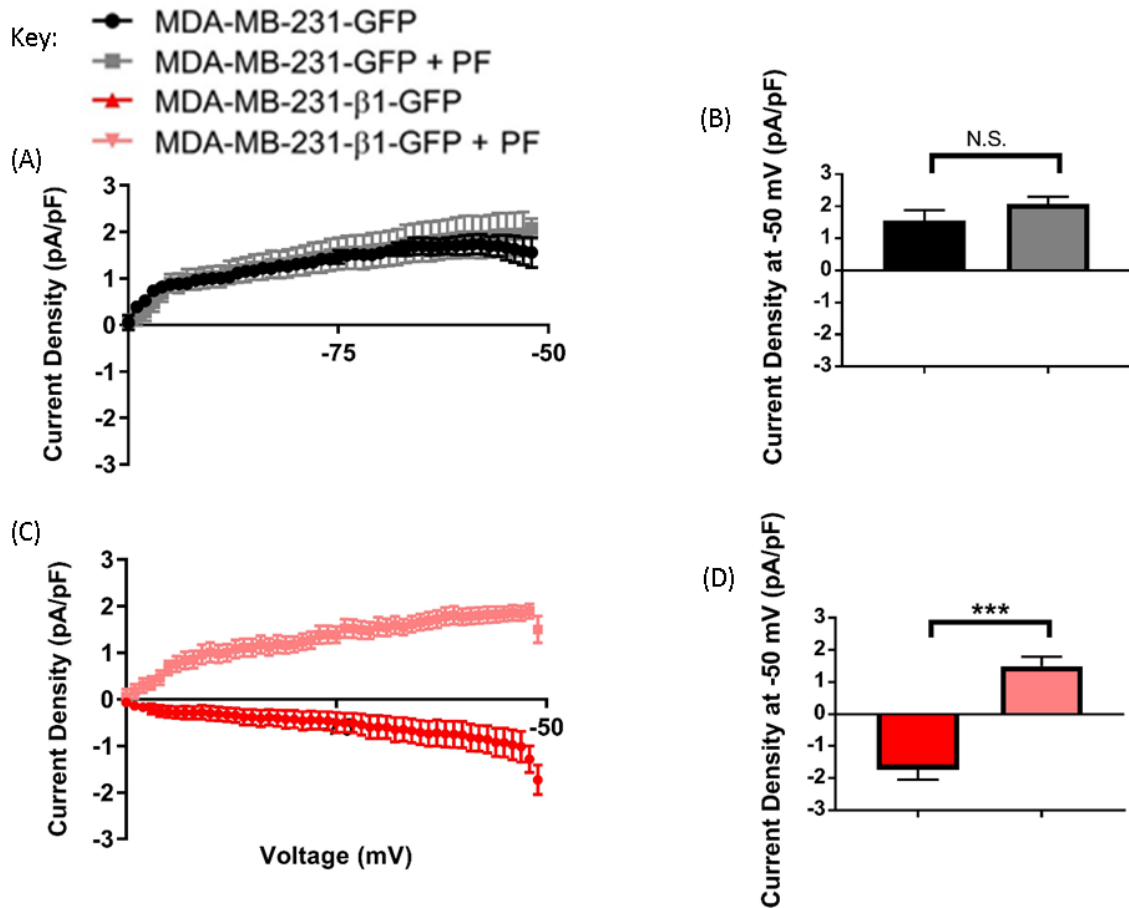 Key:
MDA-MB-231-GFP
MDA-MB-231-GFP + PF
MDA-MB-231-β1-GFP
MDA-MB-231-β1-GFP + PF
(A)
Current Density (pA/pF)
3
2
1
0
-1
-2
-3
-75
-50
(B)
Current Density at -50 mV (pA/pF)
N.S.
3
2
1
0
-1
-2
-3
(C)
Current Density (pA/pF)
3
2
1
0
-1
-2
-3
-50
Voltage (mV)
(D)
Current Density at -50 mV (pA/pF)
***
3
2
1
0
-1
-2
-3